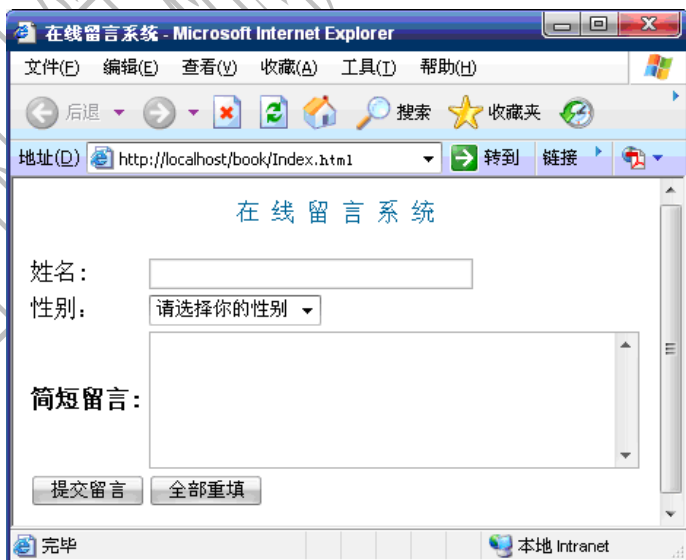 在线留言系统 - Microsoft Internet Explorer
文件(F) 编辑(E) 查看(V) 收藏(A) 工具(T) 帮助(H)
后退 搜索 收藏夹
地址(D) http://localhost/book/Index.html 转到 链接
在 线 留 言 系 统
姓名:
性别: 请选择你的性别
简短留言:
提交留言 全部重填
完毕 本地 Intranet